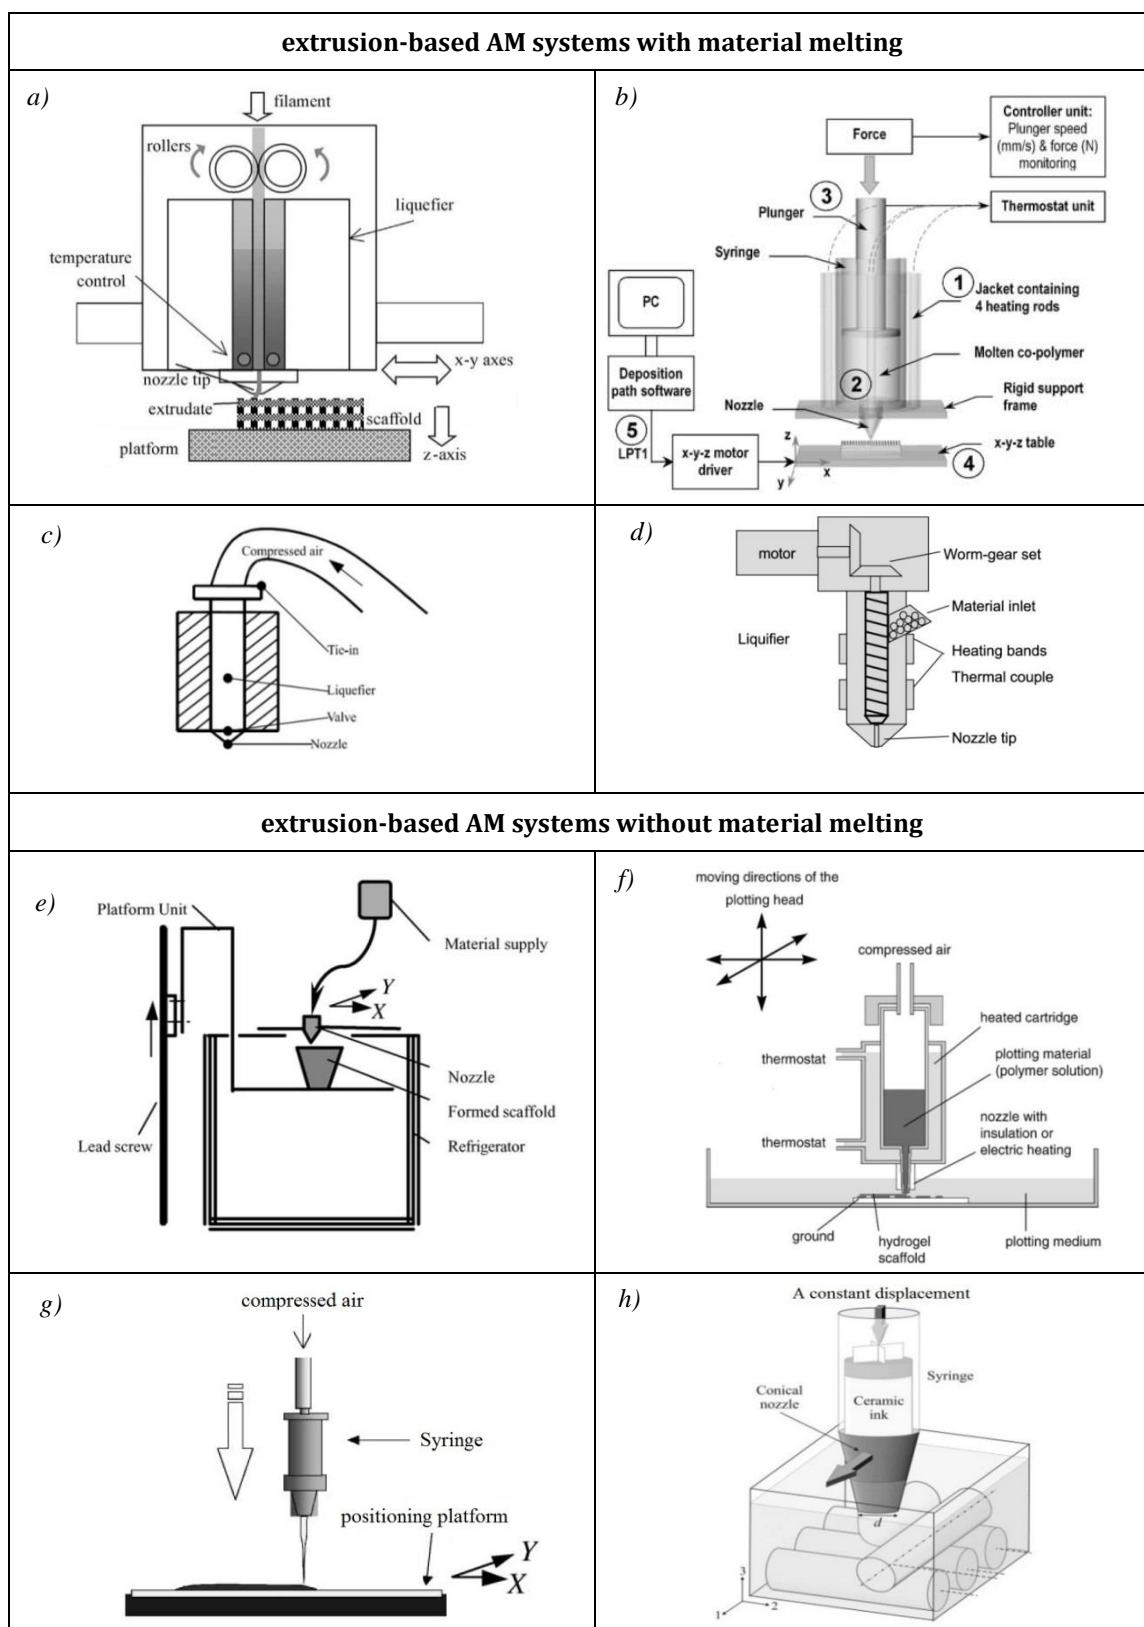 extrusion-based AM systems with material melting
a)
filament
rollers
liquefier
temperature
control
nozzle tip
x-y axes
extrudate
scaffold
platform
z-axis
b)
Force
Controller unit:
Plunger speed
(mm/s) & force (N)
monitoring
3
Plunger
Thermostat unit
Syringe
1
Jacket containing
4 heating rods
PC
Molten co-polymer
Deposition
path software
2
Rigid support
frame
Nozzle
5
LPT1
x-y-z motor
driver
z
x
y
x-y-z table
4
c)
Compressed air
Tie-in
Liquefier
Valve
Nozzle
d)
motor
Worm-gear set
Material inlet
Liquifier
Heating bands
Thermal couple
Nozzle tip
extrusion-based AM systems without material melting
e)
Platform Unit
Material supply
Y
X
Nozzle
Formed scaffold
Lead screw
Refrigerator
f)
moving directions of the
plotting head
compressed air
heated cartridge
thermostat
plotting material
(polymer solution)
nozzle with
insulation or
electric heating
thermostat
ground
hydrogel
scaffold
plotting medium
g)
compressed air
Syringe
positioning platform
Y
X
h)
A constant displacement
Syringe
Conical
nozzle
Ceramic
ink
d
3
1
2